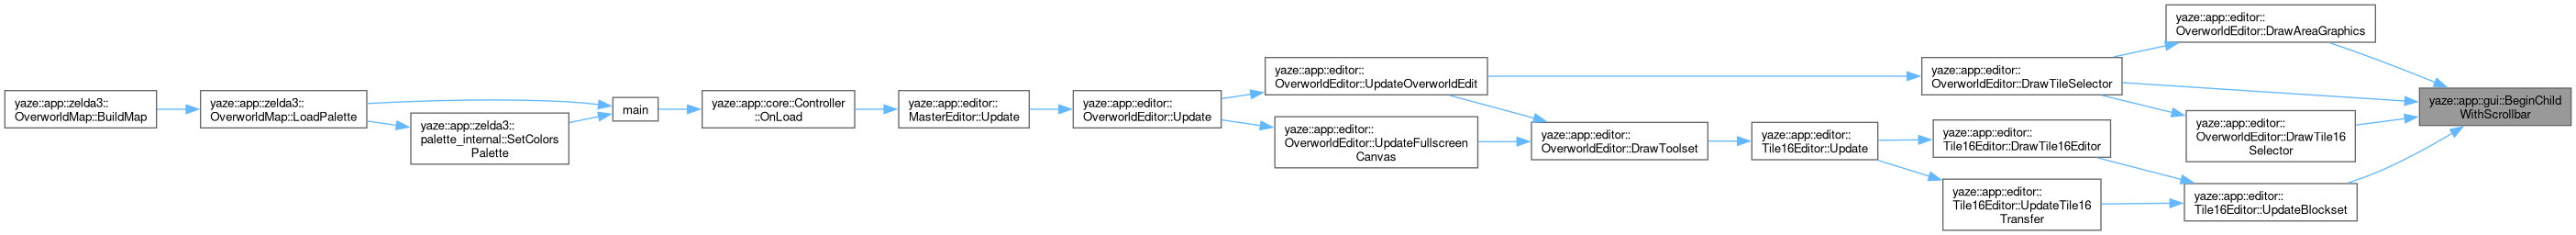 yaze::app::zelda3::
OverworldMap::BuildMap
yaze::app::zelda3::
OverworldMap::LoadPalette
yaze::app::zelda3::
palette_internal::SetColors
Palette
main
yaze::app::core::Controller
::OnLoad
yaze::app::editor::
MasterEditor::Update
yaze::app::editor::
OverworldEditor::Update
yaze::app::editor::
OverworldEditor::UpdateOverworldEdit
yaze::app::editor::
OverworldEditor::UpdateFullscreen
Canvas
yaze::app::editor::
OverworldEditor::DrawToolset
yaze::app::editor::
Tile16Editor::Update
yaze::app::editor::
OverworldEditor::DrawTileSelector
yaze::app::editor::
Tile16Editor::DrawTile16Editor
yaze::app::editor::
Tile16Editor::UpdateTile16
Transfer
yaze::app::editor::
OverworldEditor::DrawAreaGraphics
yaze::app::editor::
OverworldEditor::DrawTile16
Selector
yaze::app::editor::
Tile16Editor::UpdateBlockset
yaze::app::gui::BeginChild
WithScrollbar